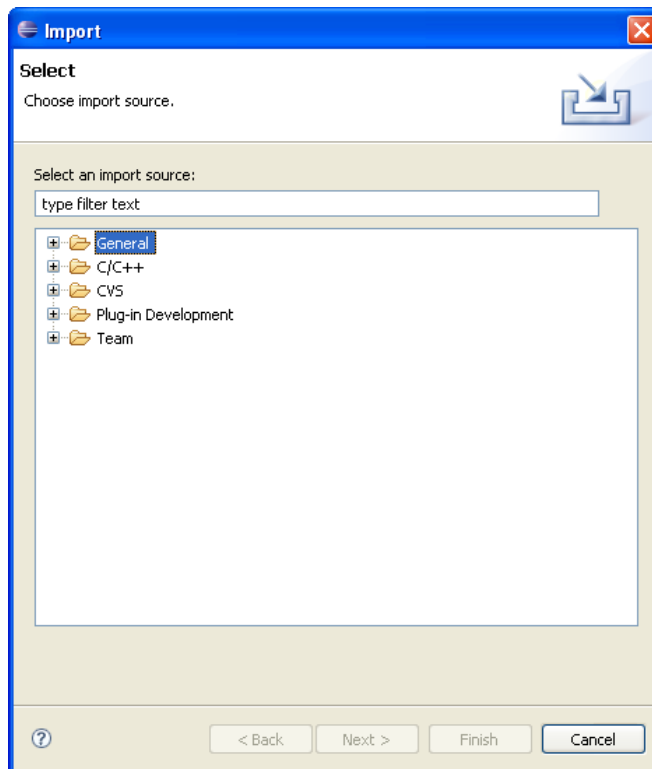 Import
Select
Choose import source.
Select an import source:
type filter text
General
C/C++
CVS
Plug-in Development
Team
< Back Next > Finish Cancel